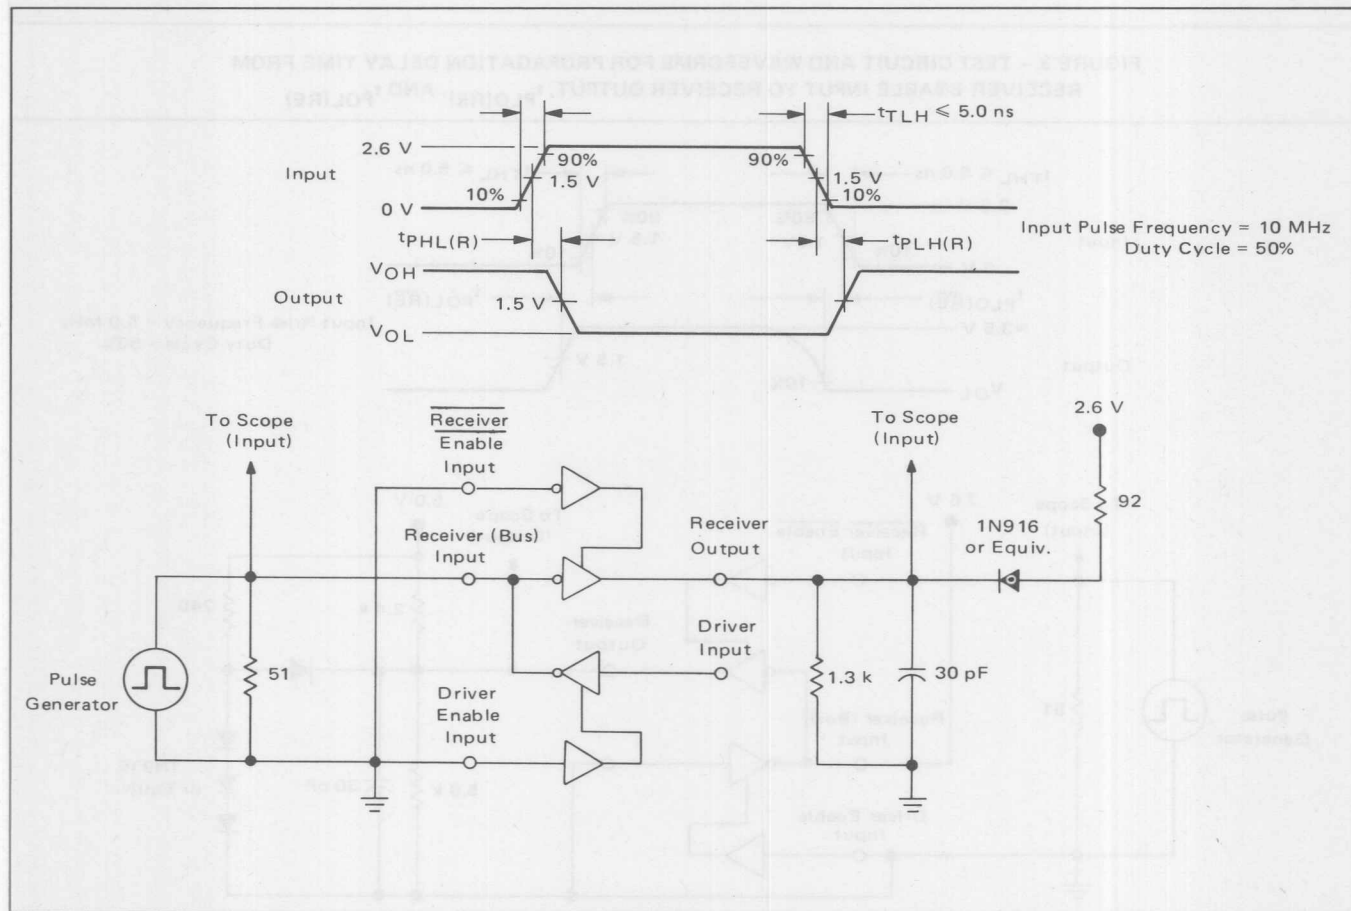 tTLH ≤ 5.0 ns
2.6 V
90%
90%
Input
1.5 V
1.5 V
10%
10%
0 V
tPHL(R)
tPLH(R)
Input Pulse Frequency = 10 MHz
Duty Cycle = 50%
VOH
Output
1.5 V
VOL
To Scope
(Input)
Receiver
Enable
Input
To Scope
(Input)
2.6 V
92
Receiver (Bus)
Input
Receiver
Output
1N916
or Equiv.
Driver
Input
Pulse
Generator
51
Driver
Enable
Input
1.3 k
30 pF